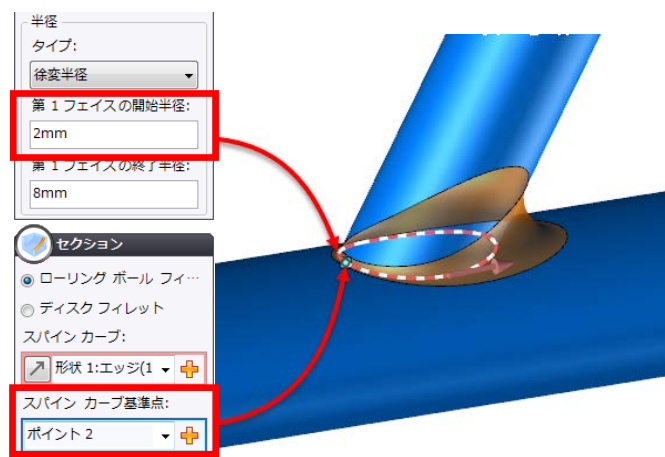 半径
タイプ:
徐変半径
第 1 フェイスの開始半径:
2mm
第 1 フェイスの終了半径:
8mm
セクション
ローリング ボール フィ…
ディスク フィレット
スパイン カーブ:
形状 1:エッジ(1
スパイン カーブ基準点:
ポイント 2